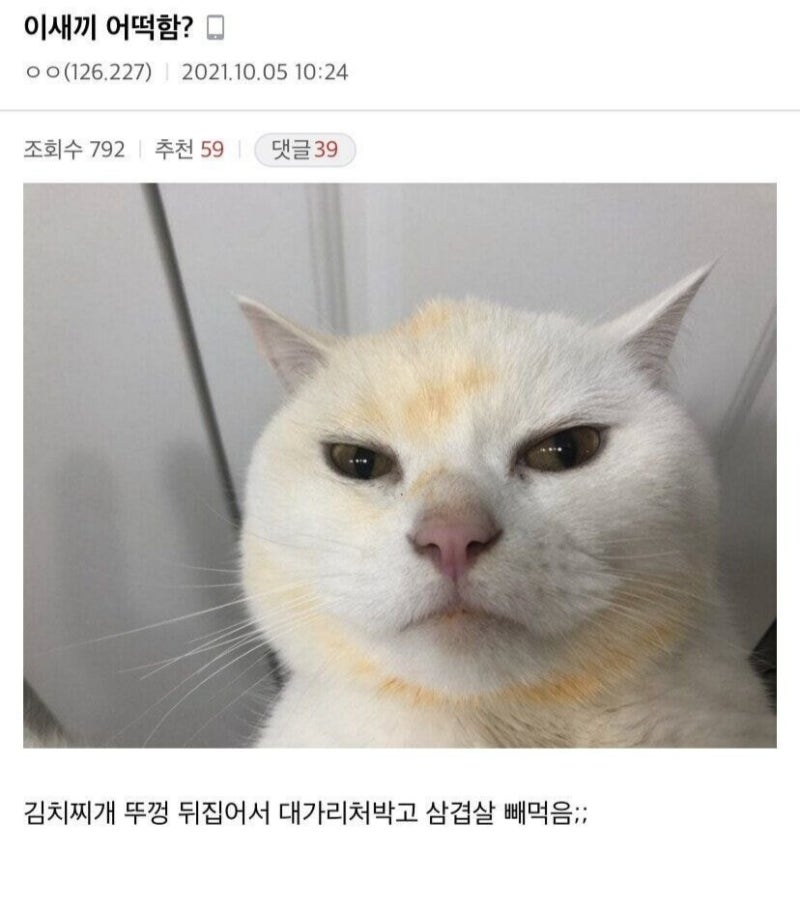 이새끼 어떡함?
ㅇㅇ(126.227) | 2021.10.05 10:24
조회수 792 | 추천 59 | 댓글 39
김치찌개 뚜껑 뒤집어서 대가리처박고 삼겹살 빼먹음;;